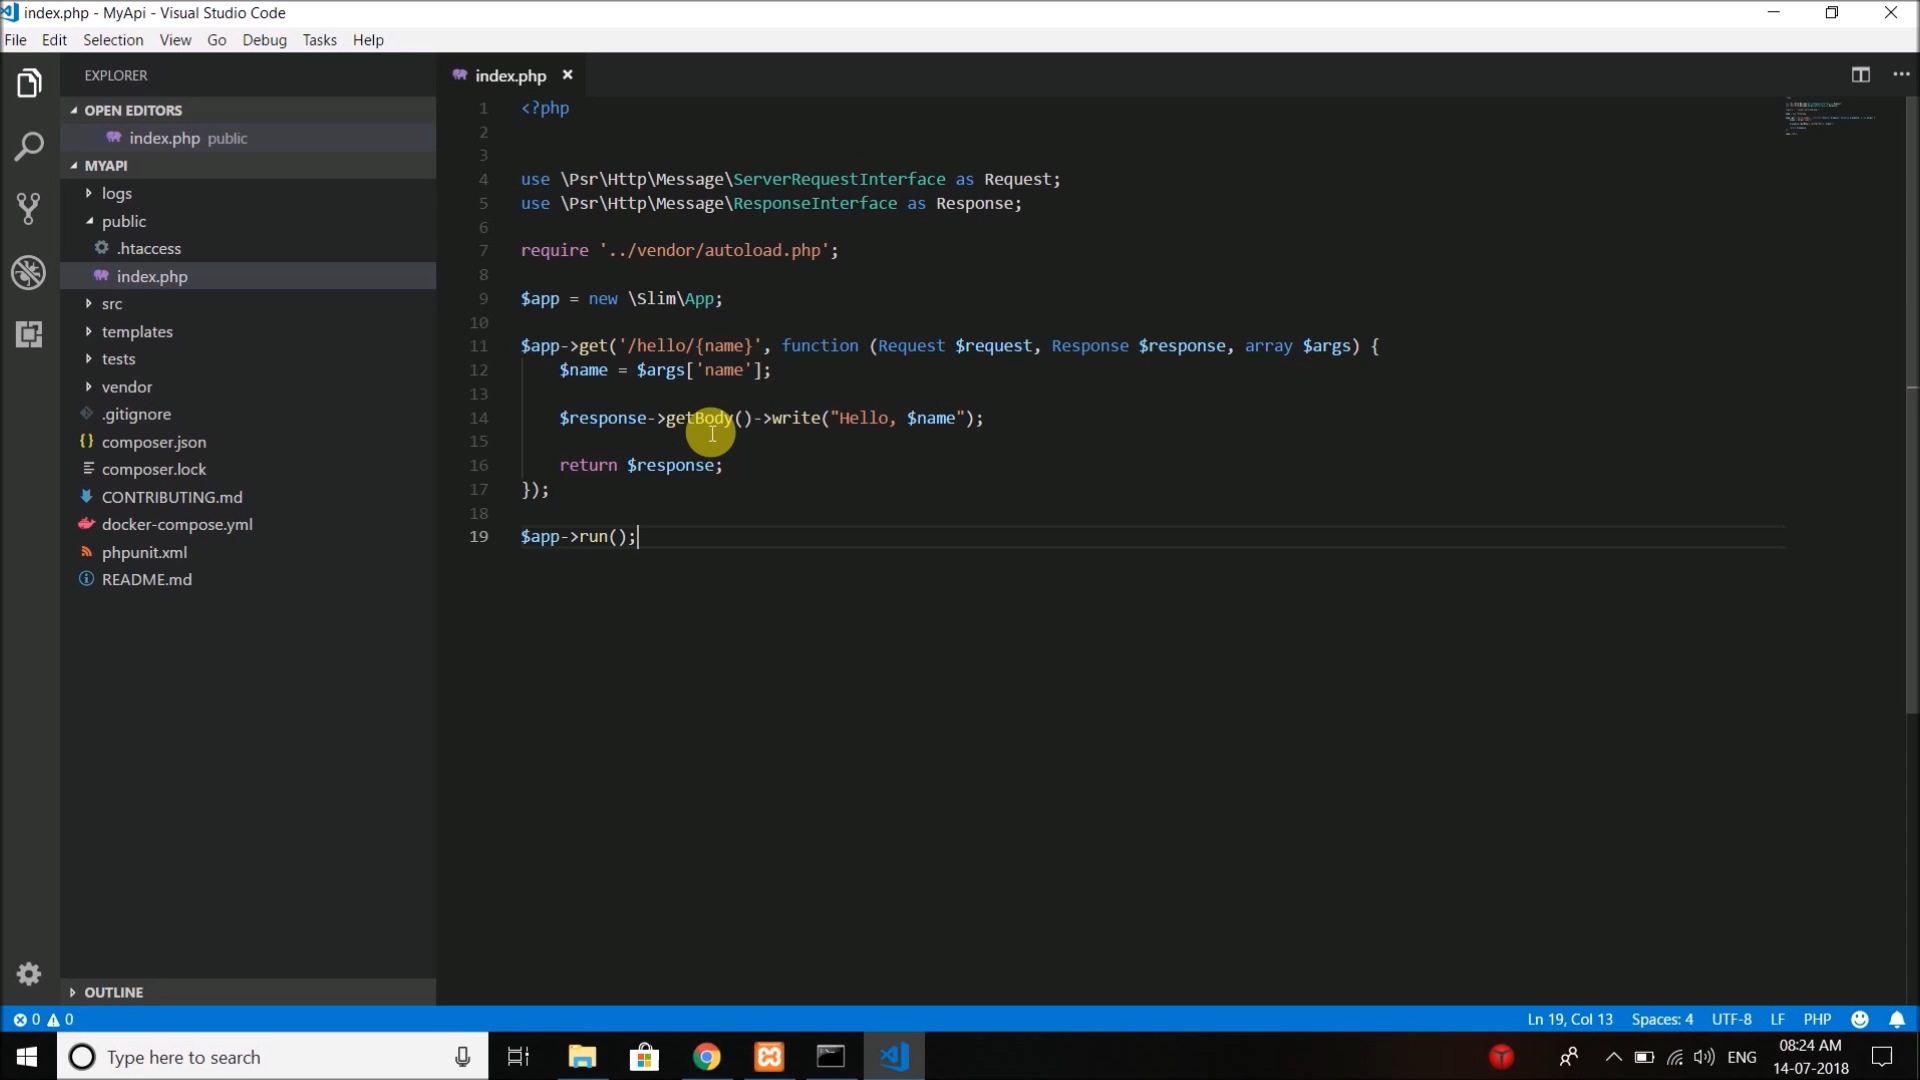 index.php - MyApi - Visual Studio Code
File Edit Selection View Go Debug Tasks Help
EXPLORER
OPEN EDITORS
index.php public
MYAPI
logs
public
.htaccess
index.php
src
templates
tests
vendor
.gitignore
composer.json
composer.lock
CONTRIBUTING.md
docker-compose.yml
phpunit.xml
README.md
OUTLINE
index.php
1 <?php
2
3
4 use \Psr\Http\Message\ServerRequestInterface as Request;
5 use \Psr\Http\Message\ResponseInterface as Response;
6
7 require '../vendor/autoload.php';
8
9 $app = new \Slim\App;
10
11 $app->get('/hello/{name}', function (Request $request, Response $response, array $args) {
12 $name = $args['name'];
13
14 $response->getBody()->write("Hello, $name");
15
16 return $response;
17 });
18
19 $app->run();
0 0
Ln 19, Col 13 Spaces: 4 UTF-8 LF PHP
Type here to search
ENG
08:24 AM
14-07-2018